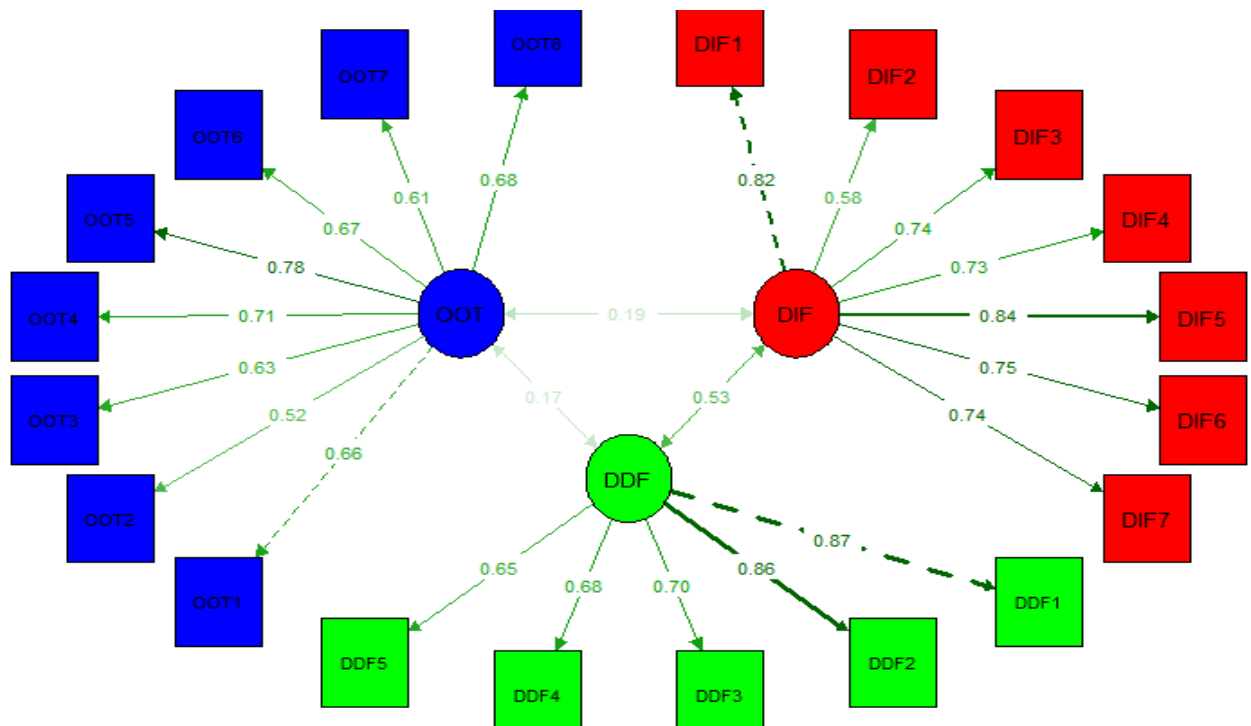 OOT8
DIF1
OOT7
DIF2
OOT6
DIF3
OOT5
DIF4
OOT4
DIF5
OOT3
DIF6
OOT2
DIF7
OOT1
DDF1
DDF5
DDF4
DDF3
DDF2
OOT
DIF
DDF
0.68
0.61
0.67
0.78
0.71
0.63
0.52
0.66
0.82
0.58
0.74
0.73
0.84
0.75
0.74
0.19
0.17
0.53
0.65
0.68
0.70
0.86
0.87